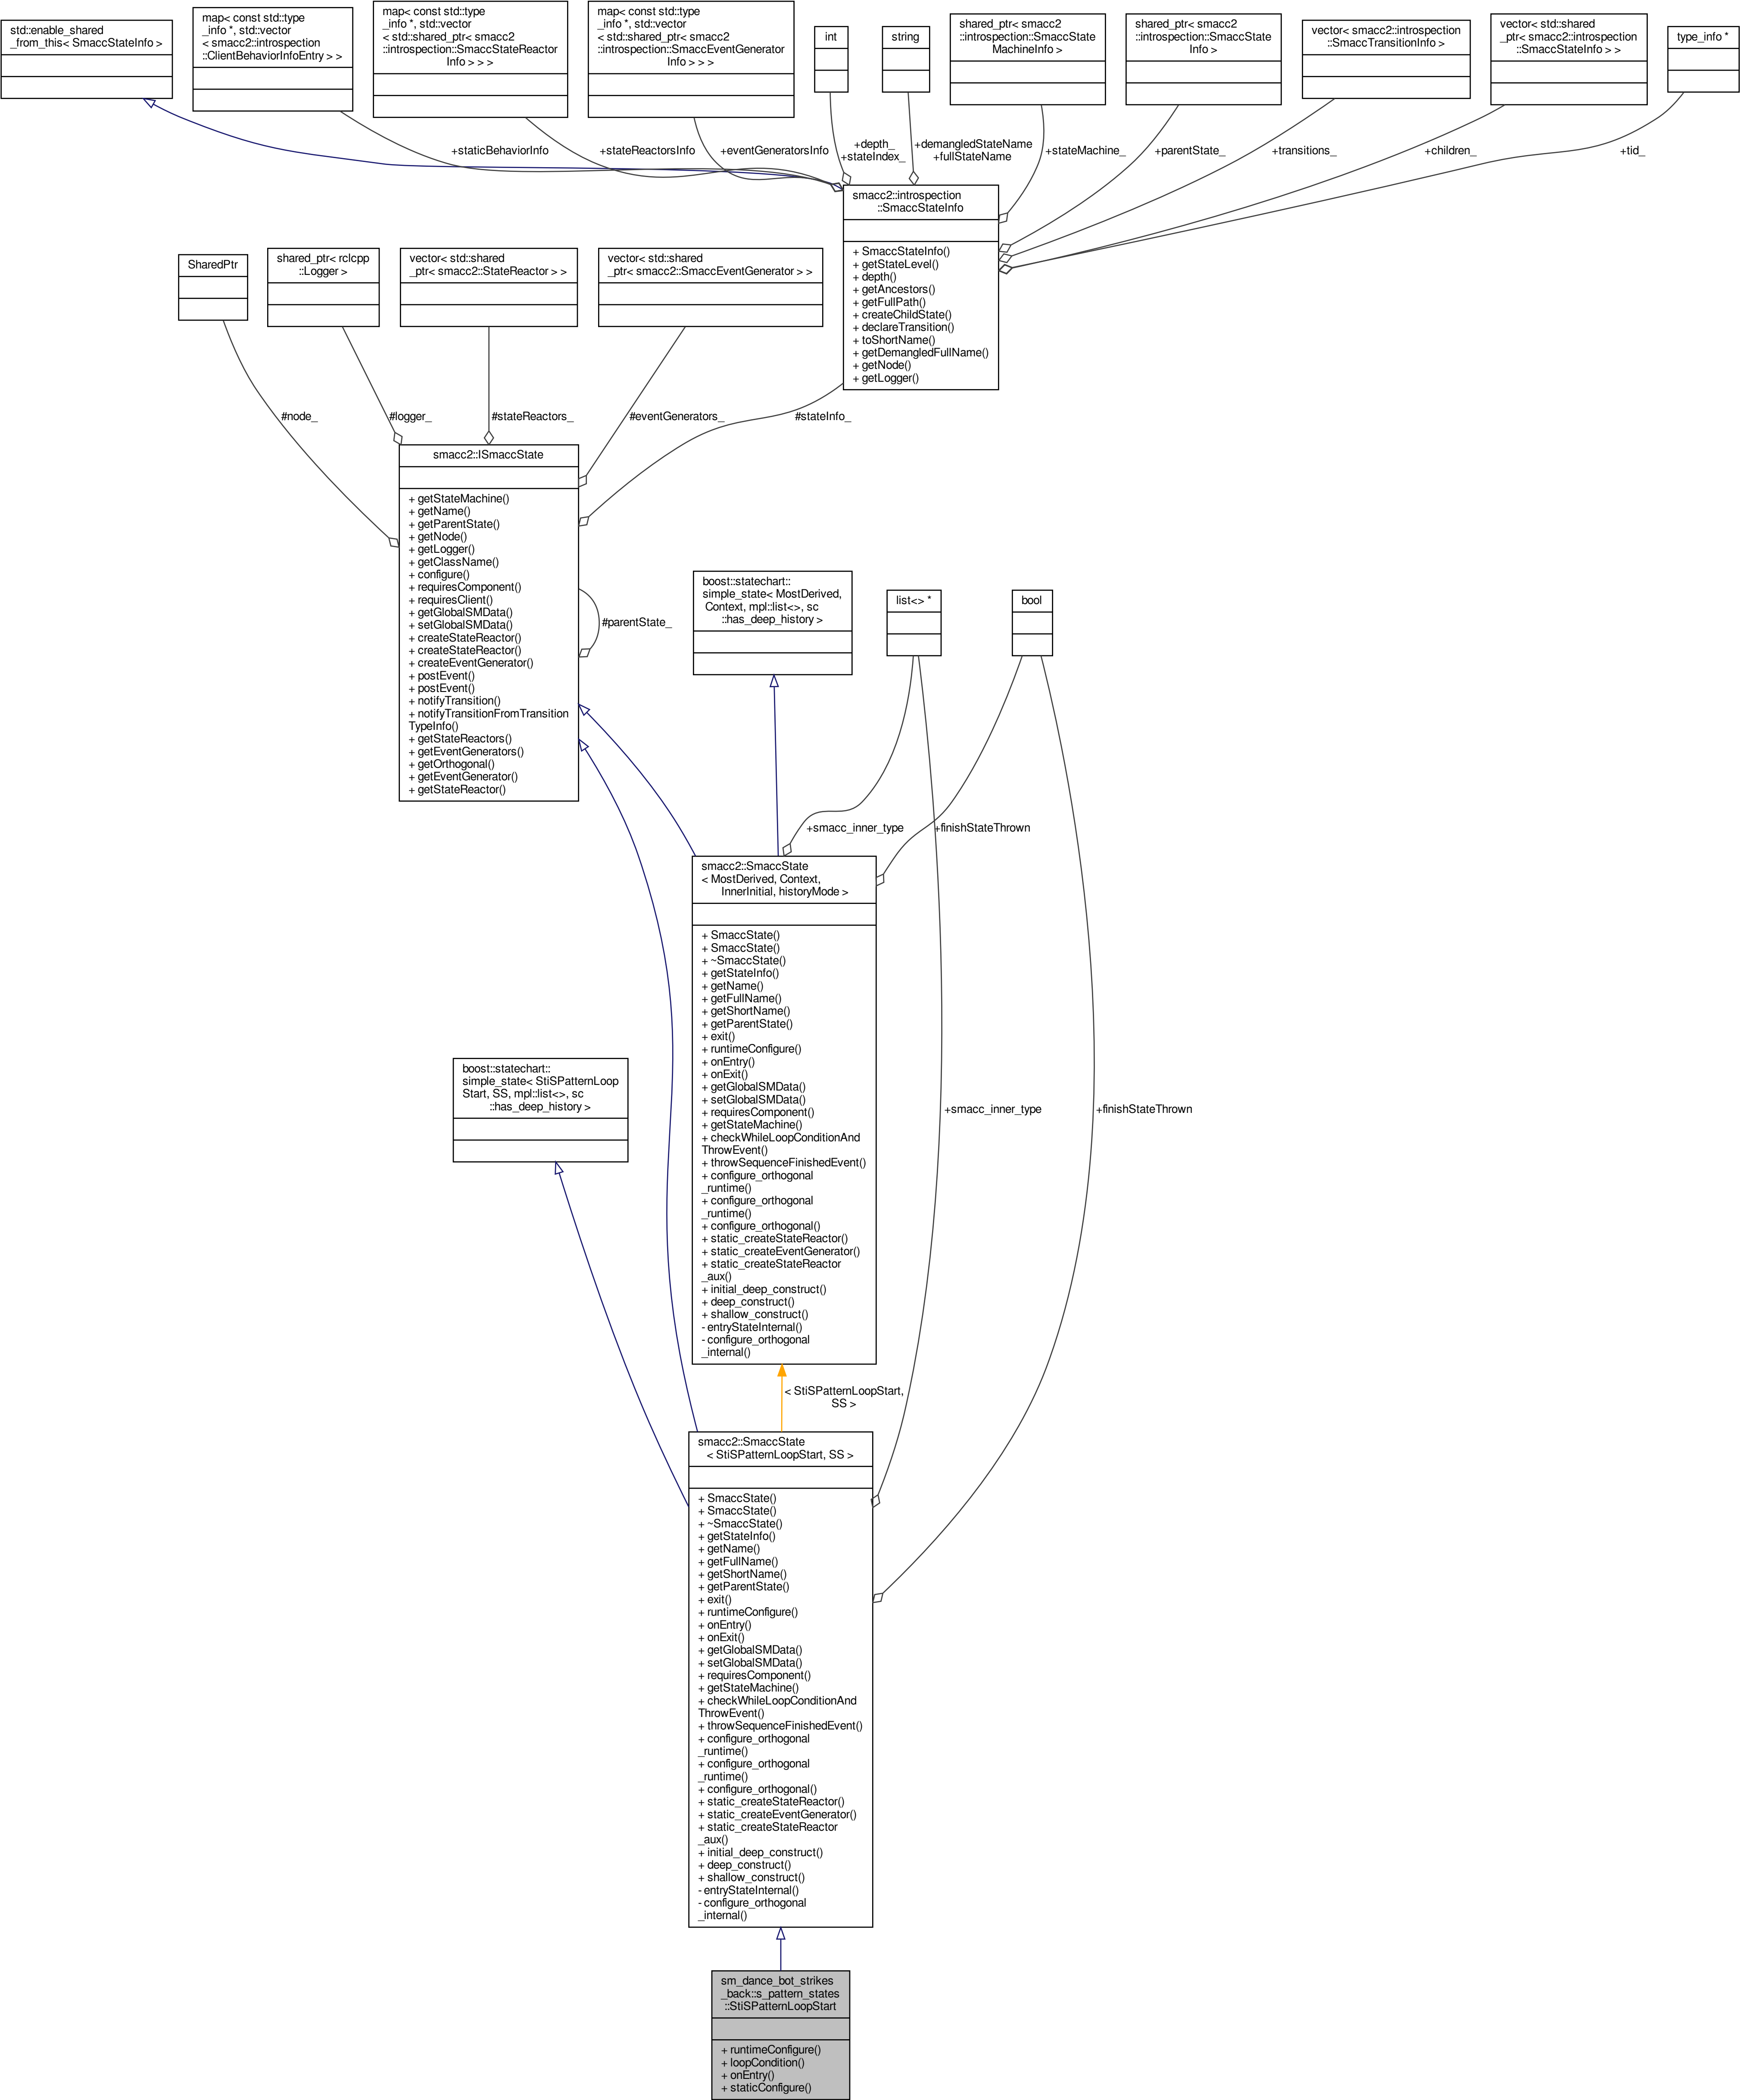 std::enable_shared
_from_this< SmaccStateInfo >
map< const std::type
_info *, std::vector
< smacc2::introspection
::ClientBehaviorInfoEntry > >
map< const std::type
_info *, std::vector
< std::shared_ptr< smacc2
::introspection::SmaccStateReactor
Info > > >
map< const std::type
_info *, std::vector
< std::shared_ptr< smacc2
::introspection::SmaccEventGenerator
Info > > >
int
string
shared_ptr< smacc2
::introspection::SmaccState
MachineInfo >
shared_ptr< smacc2
::introspection::SmaccState
Info >
vector< smacc2::introspection
::SmaccTransitionInfo >
vector< std::shared
_ptr< smacc2::introspection
::SmaccStateInfo > >
type_info *
+staticBehaviorInfo
+stateReactorsInfo
+eventGeneratorsInfo
+depth_
+stateIndex_
+demangledStateName
+fullStateName
+stateMachine_
+parentState_
+transitions_
+children_
+tid_
smacc2::introspection
::SmaccStateInfo
+ SmaccStateInfo()
+ getStateLevel()
+ depth()
+ getAncestors()
+ getFullPath()
+ createChildState()
+ declareTransition()
+ toShortName()
+ getDemangledFullName()
+ getNode()
+ getLogger()
SharedPtr
shared_ptr< rclcpp
::Logger >
vector< std::shared
_ptr< smacc2::StateReactor > >
vector< std::shared
_ptr< smacc2::SmaccEventGenerator > >
#node_
#logger_
#stateReactors_
#eventGenerators_
#stateInfo_
smacc2::ISmaccState
+ getStateMachine()
+ getName()
+ getParentState()
+ getNode()
+ getLogger()
+ getClassName()
+ configure()
+ requiresComponent()
+ requiresClient()
+ getGlobalSMData()
+ setGlobalSMData()
+ createStateReactor()
+ createStateReactor()
+ createEventGenerator()
+ postEvent()
+ postEvent()
+ notifyTransition()
+ notifyTransitionFromTransition
TypeInfo()
+ getStateReactors()
+ getEventGenerators()
+ getOrthogonal()
+ getEventGenerator()
+ getStateReactor()
#parentState_
boost::statechart::
simple_state< MostDerived,
Context, mpl::list<>, sc
::has_deep_history >
list<> *
bool
+smacc_inner_type
+finishStateThrown
smacc2::SmaccState
< MostDerived, Context,
InnerInitial, historyMode >
+ SmaccState()
+ SmaccState()
+ ~SmaccState()
+ getStateInfo()
+ getName()
+ getFullName()
+ getShortName()
+ getParentState()
+ exit()
+ runtimeConfigure()
+ onEntry()
+ onExit()
+ getGlobalSMData()
+ setGlobalSMData()
+ requiresComponent()
+ getStateMachine()
+ checkWhileLoopConditionAnd
ThrowEvent()
+ throwSequenceFinishedEvent()
+ configure_orthogonal
_runtime()
+ configure_orthogonal
_runtime()
+ configure_orthogonal()
+ static_createStateReactor()
+ static_createEventGenerator()
+ static_createStateReactor
_aux()
+ initial_deep_construct()
+ deep_construct()
+ shallow_construct()
- entryStateInternal()
- configure_orthogonal
_internal()
boost::statechart::
simple_state< StiSPatternLoop
Start, SS, mpl::list<>, sc
::has_deep_history >
+smacc_inner_type
+finishStateThrown
< StiSPatternLoopStart,
SS >
smacc2::SmaccState
< StiSPatternLoopStart, SS >
+ SmaccState()
+ SmaccState()
+ ~SmaccState()
+ getStateInfo()
+ getName()
+ getFullName()
+ getShortName()
+ getParentState()
+ exit()
+ runtimeConfigure()
+ onEntry()
+ onExit()
+ getGlobalSMData()
+ setGlobalSMData()
+ requiresComponent()
+ getStateMachine()
+ checkWhileLoopConditionAnd
ThrowEvent()
+ throwSequenceFinishedEvent()
+ configure_orthogonal
_runtime()
+ configure_orthogonal
_runtime()
+ configure_orthogonal()
+ static_createStateReactor()
+ static_createEventGenerator()
+ static_createStateReactor
_aux()
+ initial_deep_construct()
+ deep_construct()
+ shallow_construct()
- entryStateInternal()
- configure_orthogonal
_internal()
sm_dance_bot_strikes
_back::s_pattern_states
::StiSPatternLoopStart
+ runtimeConfigure()
+ loopCondition()
+ onEntry()
+ staticConfigure()